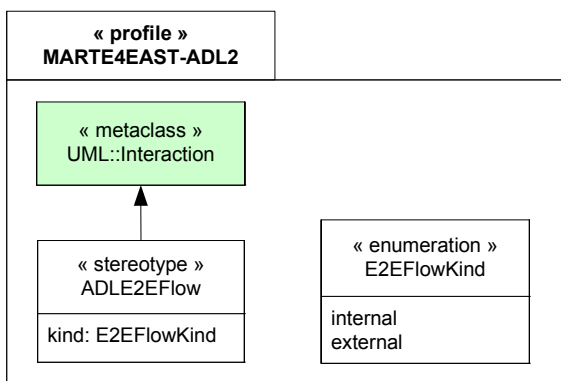 « profile »
MARTE4EAST-ADL2
« metaclass »
UML::Interaction
« stereotype »
ADLE2EFlow
kind: E2EFlowKind
« enumeration »
E2EFlowKind
internal
external